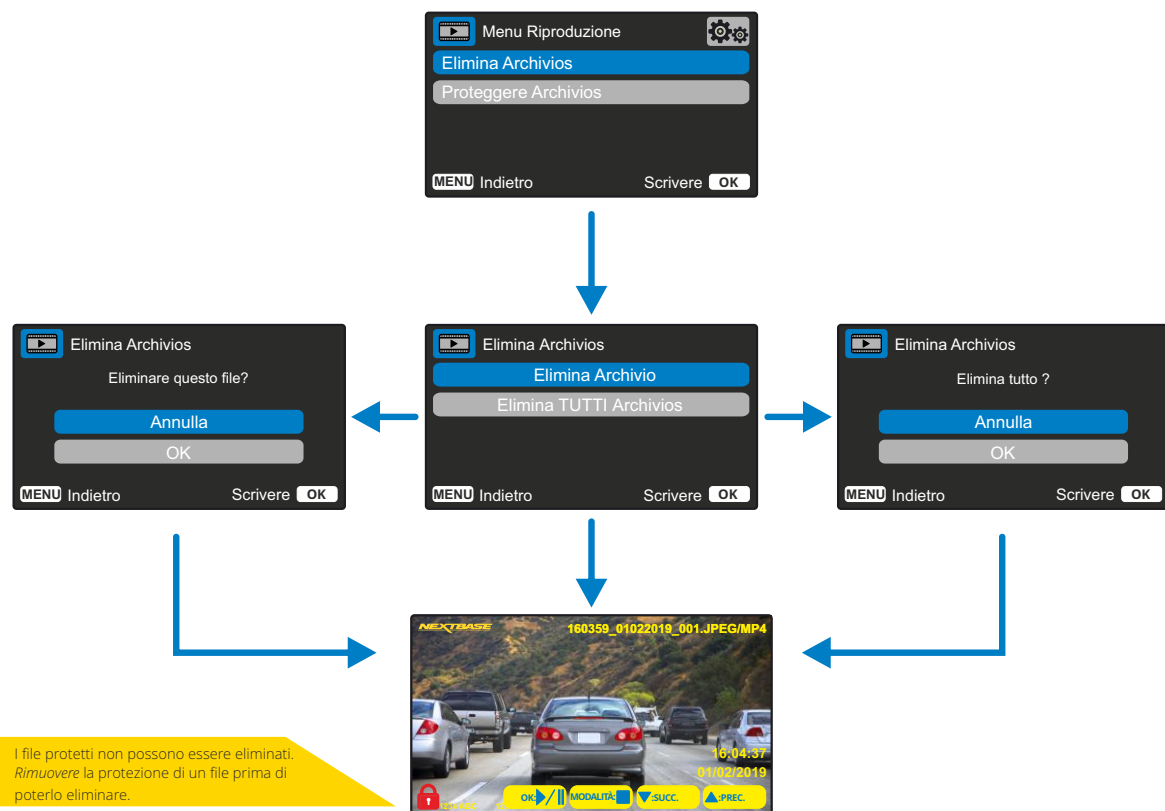 Menu Riproduzione
Elimina Archivios
Proteggere Archivios
MENU Indietro
Scrivere OK
Elimina Archivios
Eliminare questo file?
Annulla
OK
MENU Indietro
Scrivere OK
Elimina Archivios
Elimina Archivio
Elimina TUTTI Archivios
MENU Indietro
Scrivere OK
Elimina Archivios
Elimina tutto ?
Annulla
OK
MENU Indietro
Scrivere OK
NEXTBASE
160359_01022019_001.JPEG/MP4
16:04:37
01/02/2019
OK:
MODALITÀ:
:SUCC.
:PREC.
I file protetti non possono essere eliminati.
Rimuovere la protezione di un file prima di
poterlo eliminare.